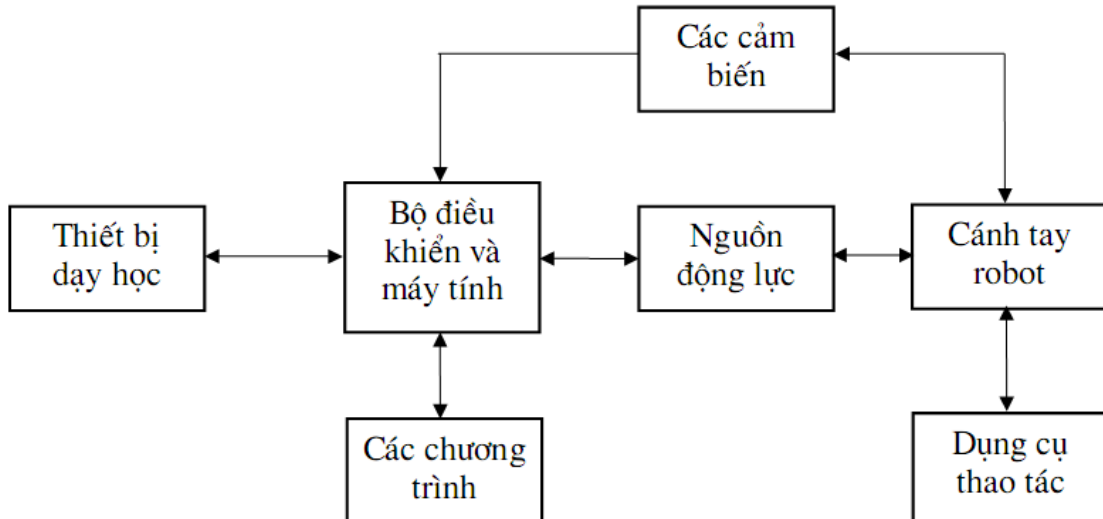 Các cảm
biến
Thiết bị
dạy học
Bộ điều
khiển và
máy tính
Nguồn
động lực
Cánh tay
robot
Các chương
trình
Dụng cụ
thao tác